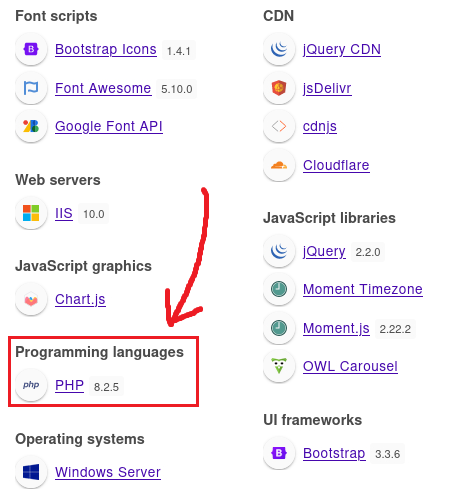 Font scripts
Bootstrap Icons 1.4.1
Font Awesome 5.10.0
Google Font API
Web servers
IIS 10.0
JavaScript graphics
Chart.js
Programming languages
php PHP 8.2.5
Operating systems
Windows Server
CDN
jQuery CDN
jsDelivr
cdnjs
Cloudflare
JavaScript libraries
jQuery 2.2.0
Moment Timezone
Moment.js 2.22.2
OWL Carousel
UI frameworks
B Bootstrap 3.3.6